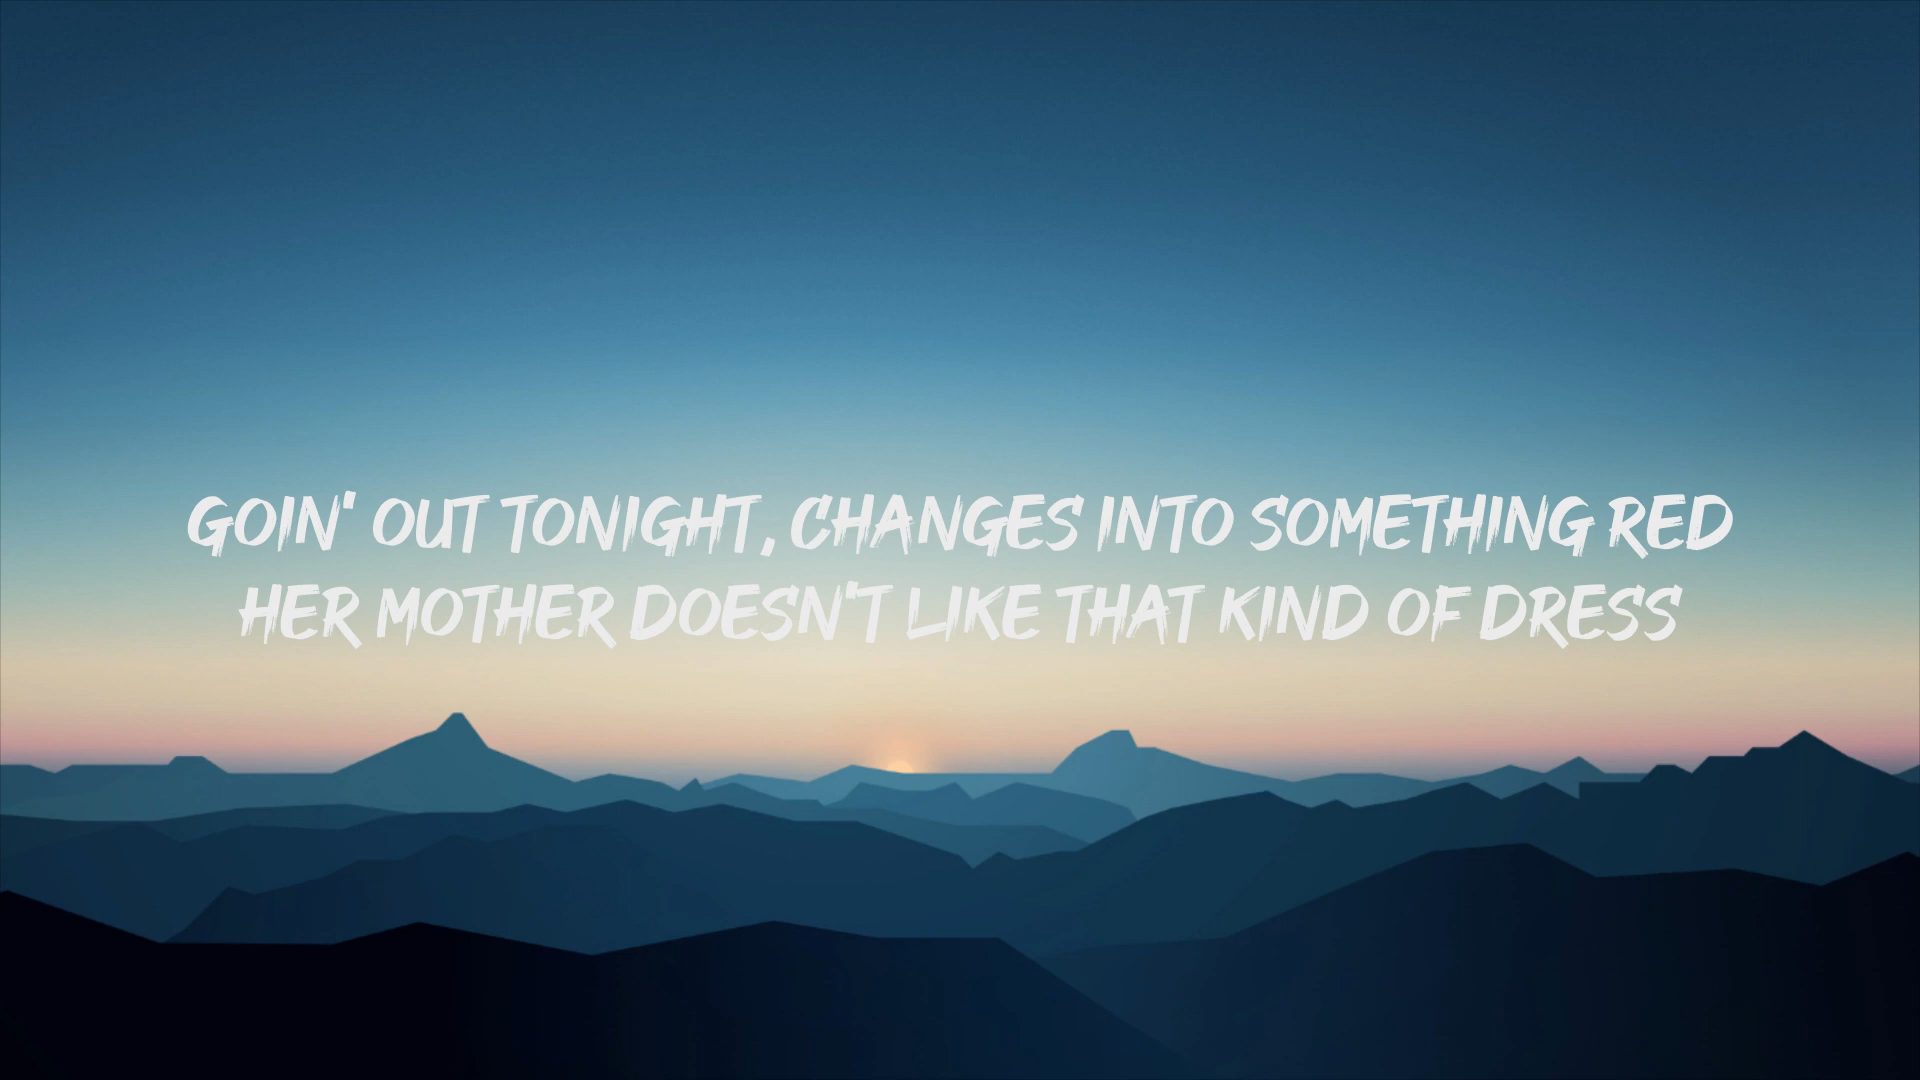 GOIN' OUT TONIGHT, CHANGES INTO SOMETHING RED
HER MOTHER DOESN'T LIKE THAT KIND OF DRESS